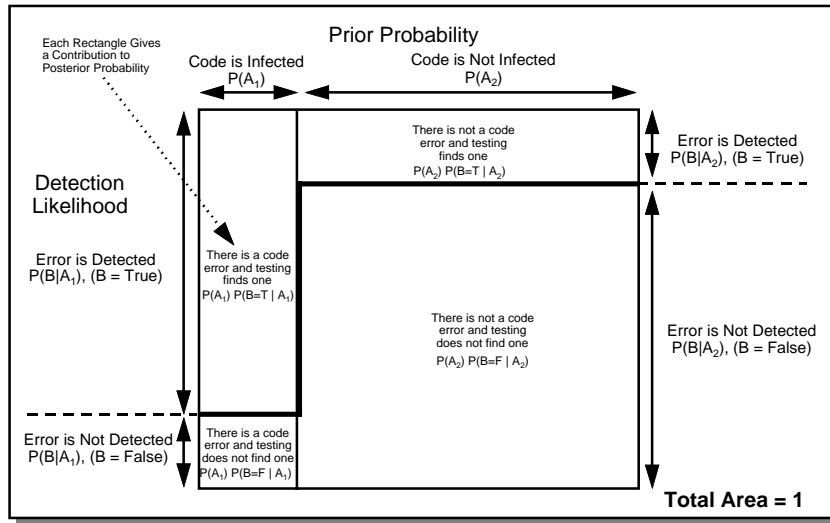 Prior Probability
Each Rectangle Gives
a Contribution to
Posterior Probability
Code is Infected
P(A₁)
Code is Not Infected
P(A₂)
There is not a code
error and testing
finds one
P(A₂) P(B=T | A₂)
Error is Detected
P(B|A₂), (B = True)
Detection
Likelihood
Error is Detected
P(B|A₁), (B = True)
There is a code
error and testing
finds one
P(A₁) P(B=T | A₁)
There is not a code
error and testing
does not find one
P(A₂) P(B=F | A₂)
Error is Not Detected
P(B|A₂), (B = False)
Error is Not Detected
P(B|A₁), (B = False)
There is a code
error and testing
does not find one
P(A₁) P(B=F | A₁)
Total Area = 1